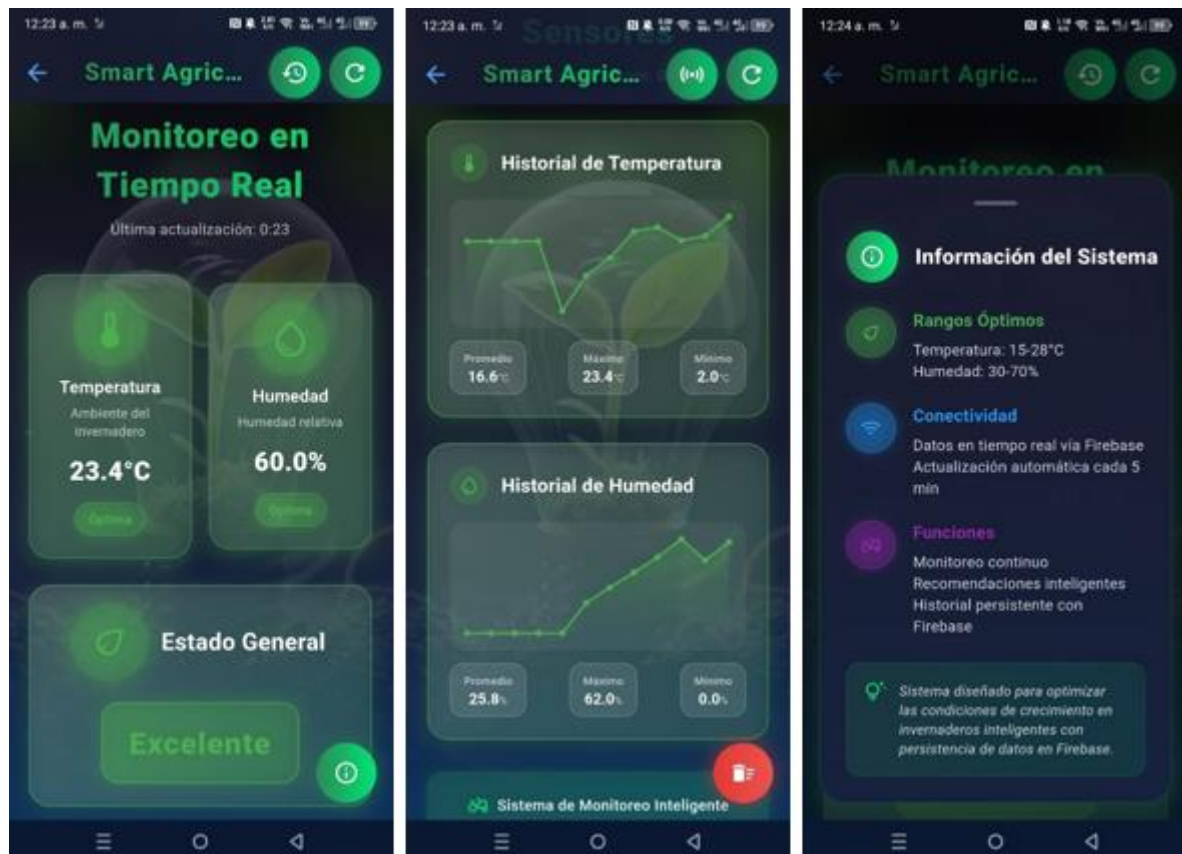 12:23 a. m.
Smart Agric...
Monitoreo en
Tiempo Real
Última actualización: 0:23
Temperatura
Ambiente del
invernadero
23.4°C
Óptima
Humedad
Humedad relativa
60.0%
Óptima
Estado General
Excelente
12:23 a. m.
Sensores
Smart Agric...
Historial de Temperatura
Promedio
16.6°C
Máximo
23.4°C
Mínimo
2.0°C
Historial de Humedad
Promedio
25.8%
Máximo
62.0%
Mínimo
0.0%
Sistema de Monitoreo Inteligente
12:24 a. m.
Smart Agric...
Monitoreo en
Información del Sistema
Rangos Óptimos
Temperatura: 15-28°C
Humedad: 30-70%
Conectividad
Datos en tiempo real vía Firebase
Actualización automática cada 5
min
Funciones
Monitoreo continuo
Recomendaciones inteligentes
Historial persistente con
Firebase
Sistema diseñado para optimizar
las condiciones de crecimiento en
invernaderos inteligentes con
persistencia de datos en Firebase.